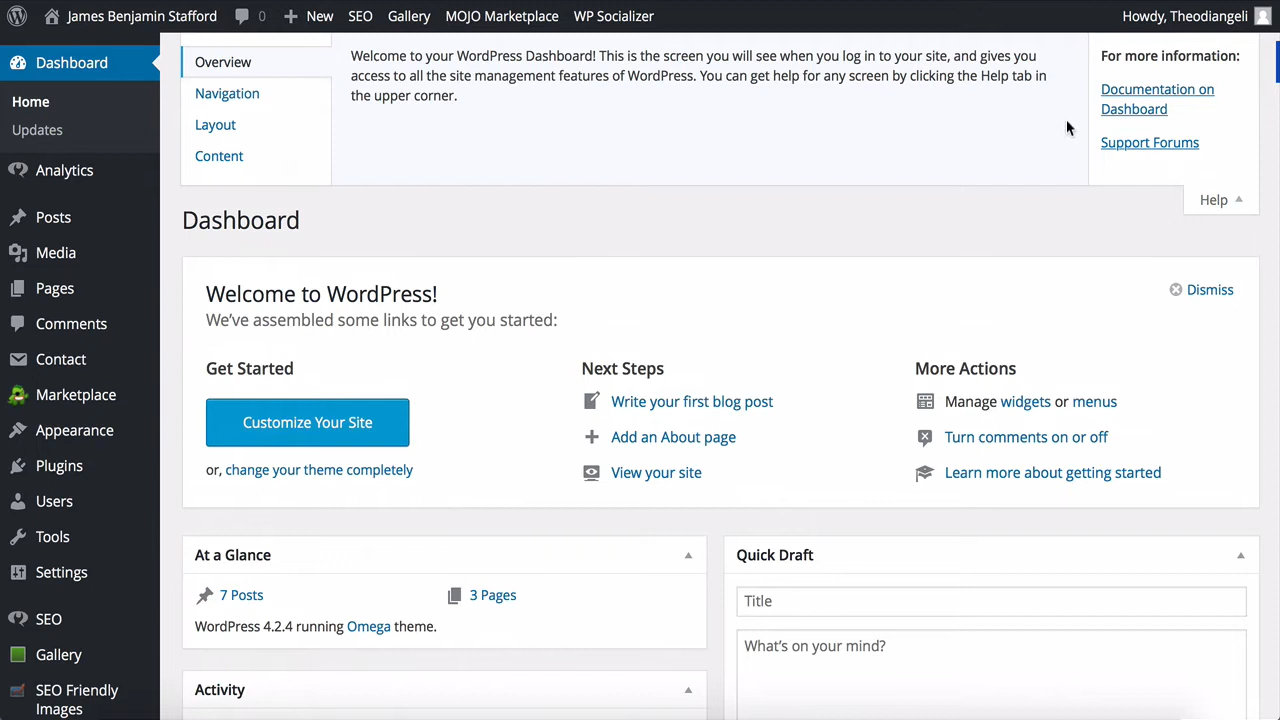 James Benjamin Stafford 0 New SEO Gallery MOJO Marketplace WP Socializer Howdy, Theodiangeli
Dashboard
Home
Updates
Analytics
Posts
Media
Pages
Comments
Contact
Marketplace
Appearance
Plugins
Users
Tools
Settings
SEO
Gallery
SEO Friendly
Images
Overview
Navigation
Layout
Content
Welcome to your WordPress Dashboard! This is the screen you will see when you log in to your site, and gives you
access to all the site management features of WordPress. You can get help for any screen by clicking the Help tab in
the upper corner.
For more information:
Documentation on
Dashboard
Support Forums
Help
Dashboard
Welcome to WordPress!
We've assembled some links to get you started:
Dismiss
Get Started
Customize Your Site
or, change your theme completely
Next Steps
Write your first blog post
Add an About page
View your site
More Actions
Manage widgets or menus
Turn comments on or off
Learn more about getting started
At a Glance
7 Posts 3 Pages
WordPress 4.2.4 running Omega theme.
Activity
Quick Draft
Title
What's on your mind?